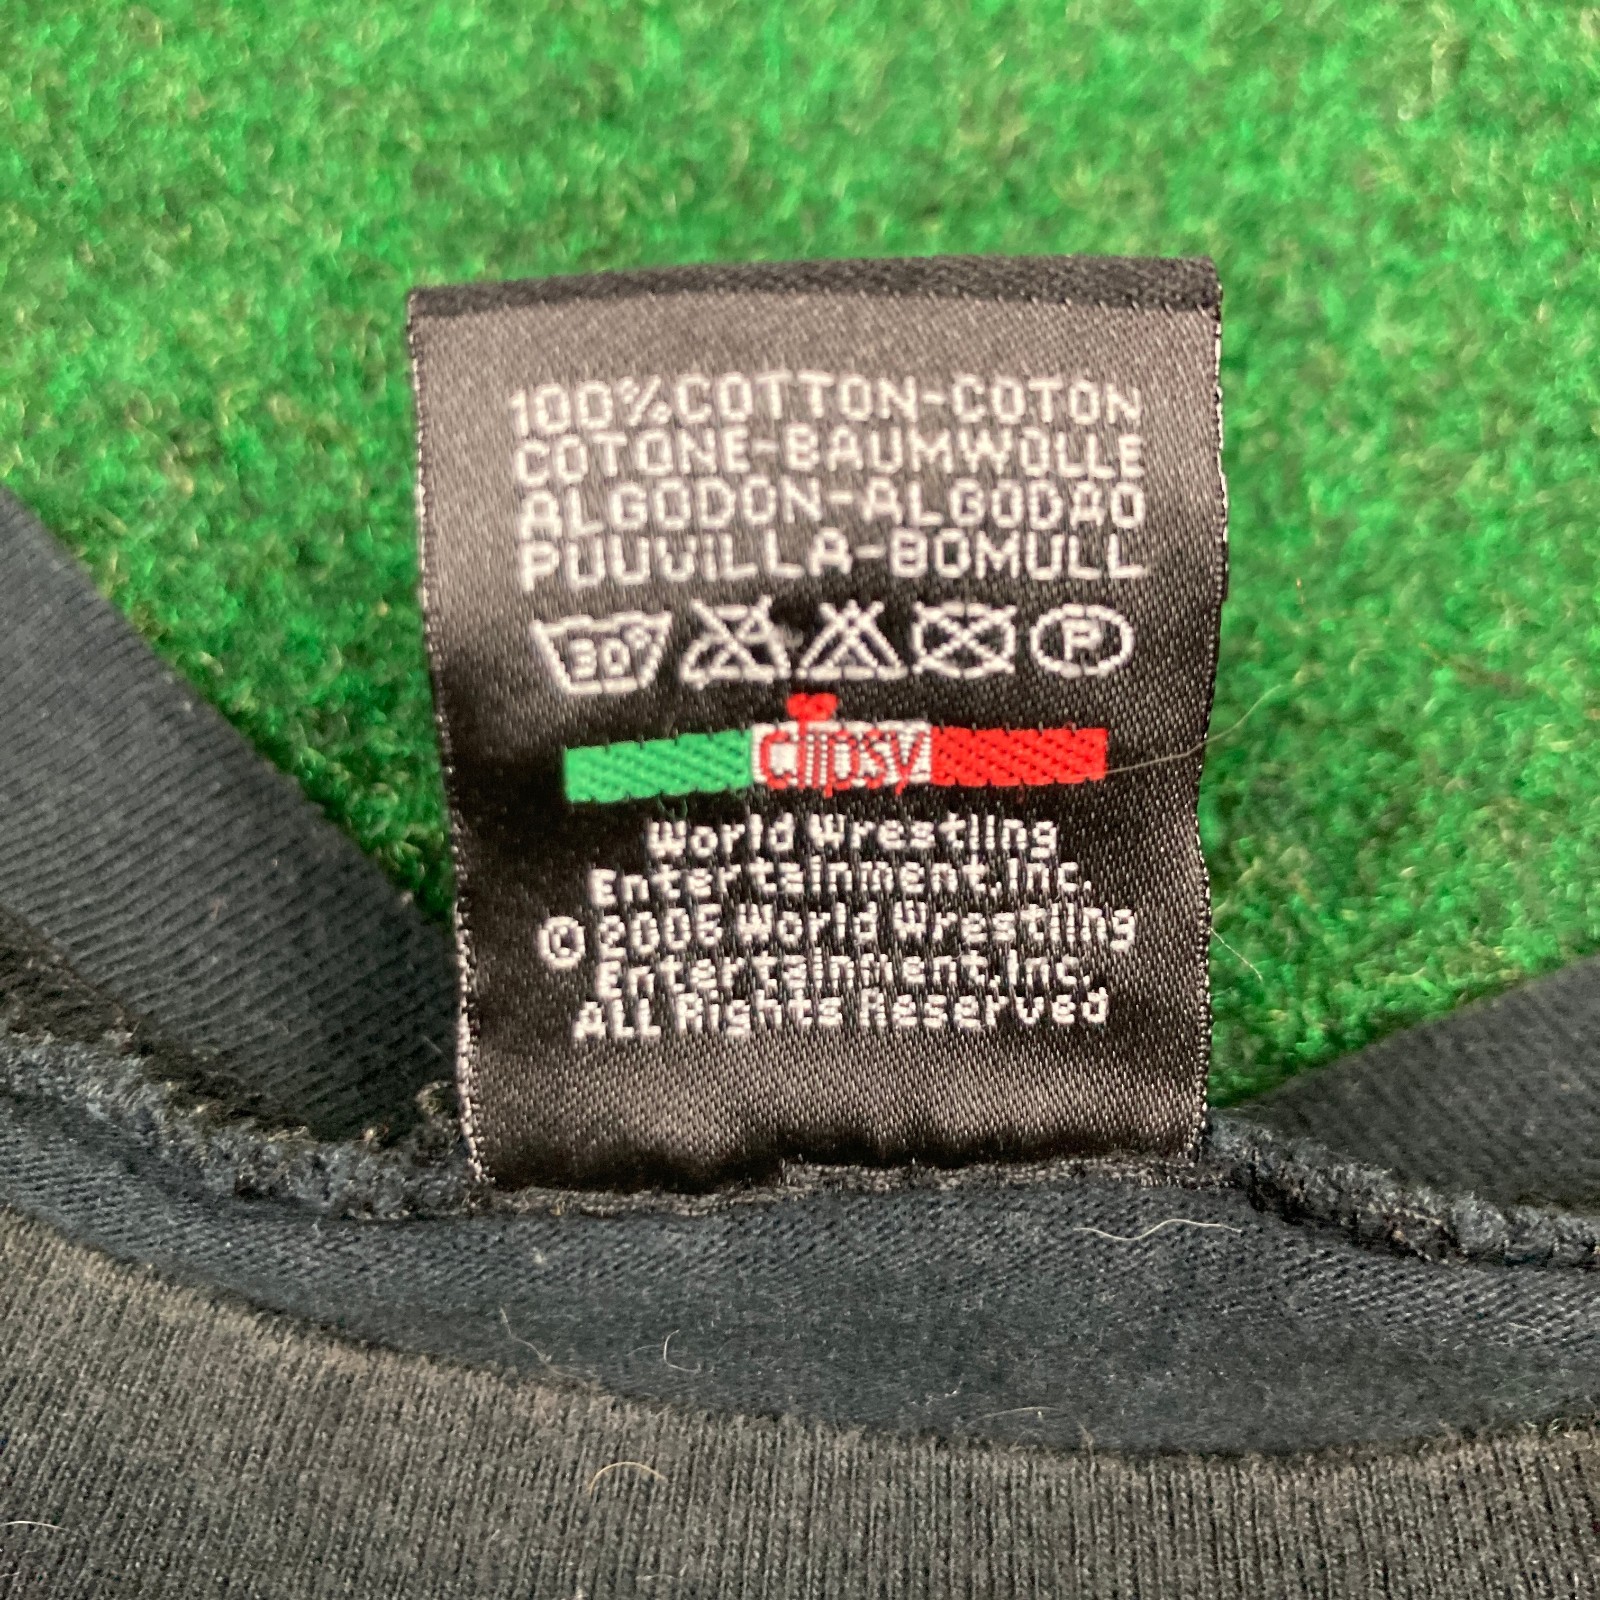 100%COTTON-COTON
COTONE-BAUMWOLLE
ALGODON-ALGODAO
PUUViLLA-BOMULL
30° P
clipsy
World Wrestling
Entertainment,Inc.
© 2006 World Wrestling
Entertainment,Inc.
ALL Rights Reserved